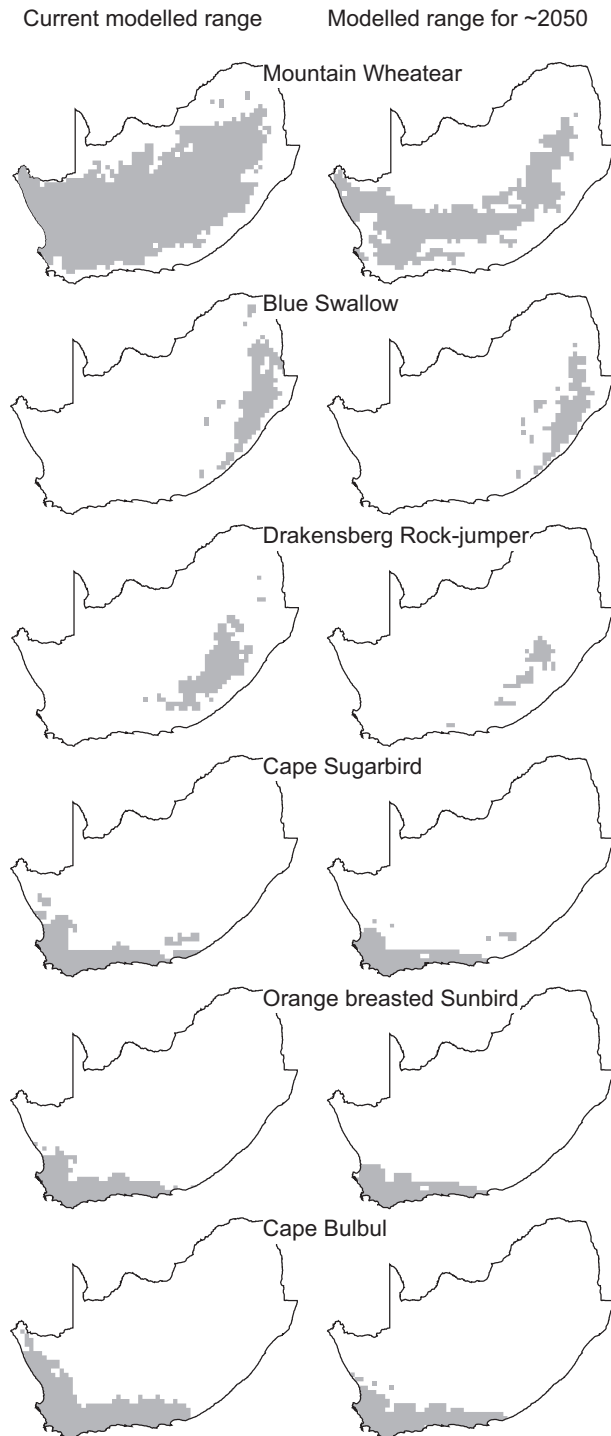 Current modelled range
Modelled range for ~2050
Mountain Wheatear
Blue Swallow
Drakensberg Rock-jumper
Cape Sugarbird
Orange breasted Sunbird
Cape Bulbul